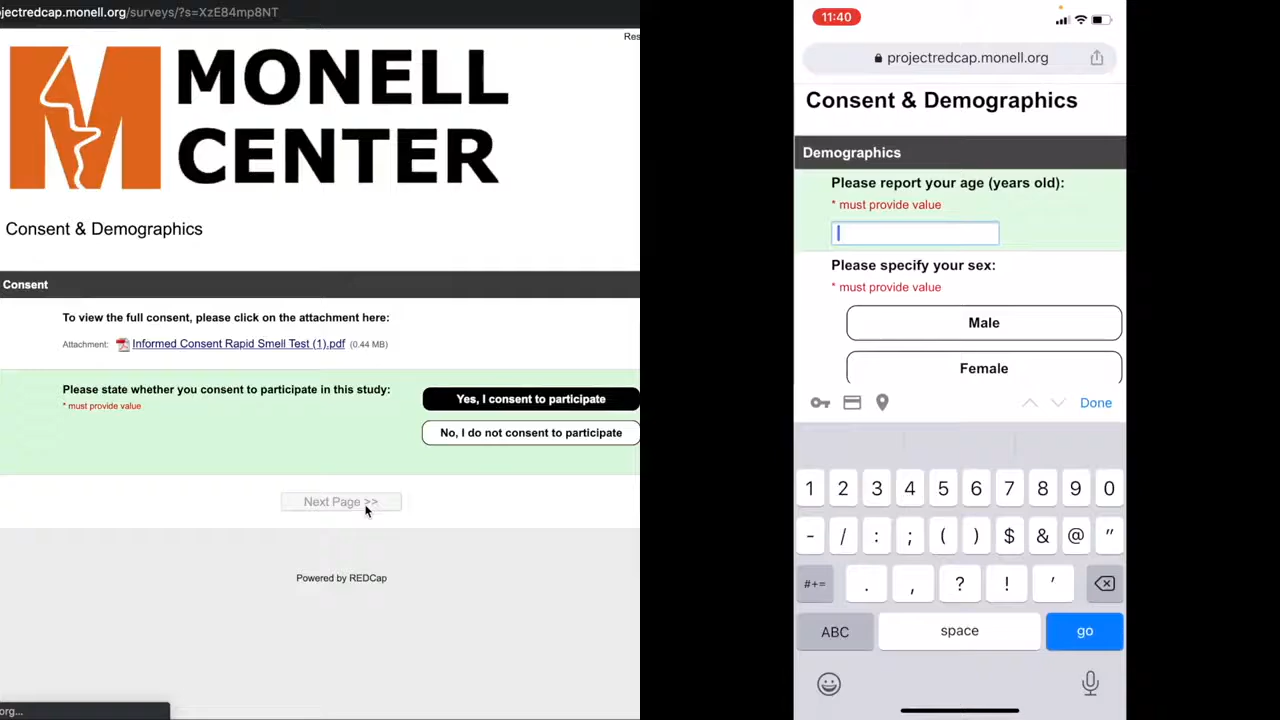 ojectredcap.monell.org/surveys/?s=XzE84mp8NT
Res
MONELL
CENTER
Consent & Demographics
Consent
To view the full consent, please click on the attachment here:
Attachment: Informed Consent Rapid Smell Test (1).pdf (0.44 MB)
Please state whether you consent to participate in this study:
* must provide value
Yes, I consent to participate
No, I do not consent to participate
Next Page >>
Powered by REDCap
org...
11:40
projectredcap.monell.org
Consent & Demographics
Demographics
Please report your age (years old):
* must provide value
Please specify your sex:
* must provide value
Male
Female
Done
1 2 3 4 5 6 7 8 9 0
- / : ; ( ) $ & @ "
#+= . , ? ! '
ABC space go